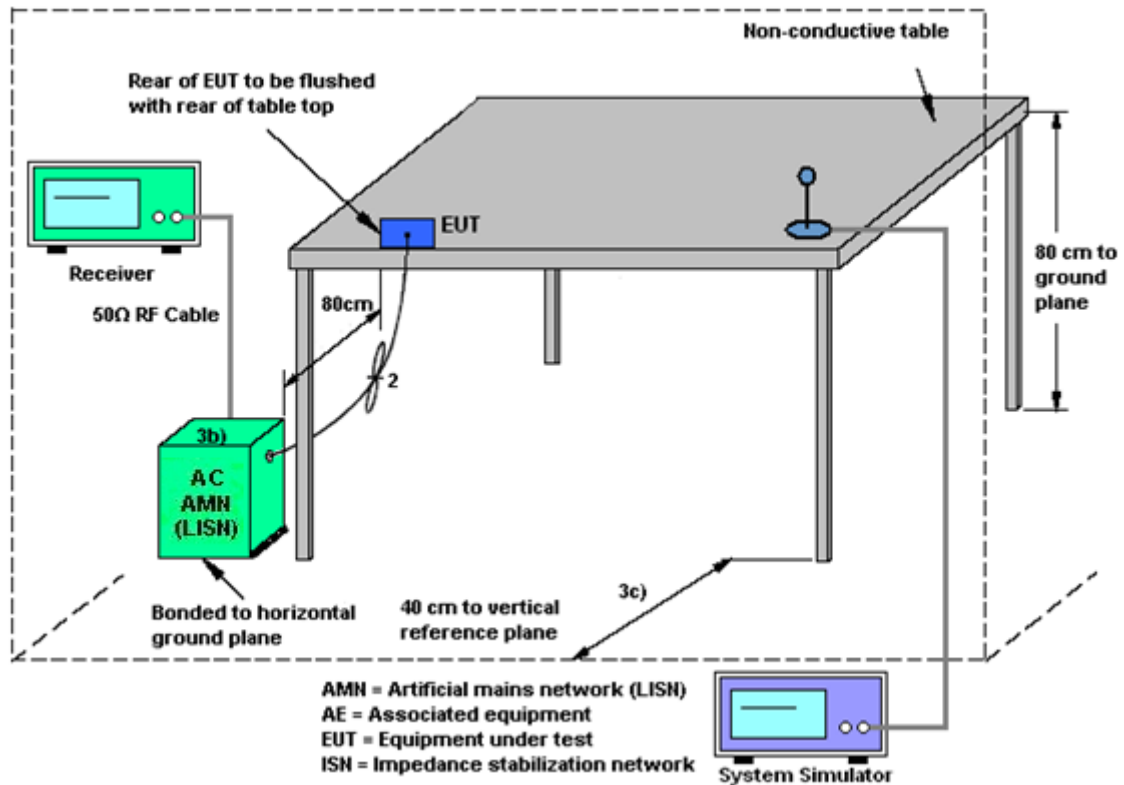 Non-conductive table
Rear of EUT to be flushed
with rear of table top
EUT
Receiver
80 cm to
ground
plane
80cm
50Ω RF Cable
2
3b)
AC
AMN
(LISN)
3c)
Bonded to horizontal
ground plane
40 cm to vertical
reference plane
AMN = Artificial mains network (LISN)
AE = Associated equipment
EUT = Equipment under test
ISN = Impedance stabilization network
System Simulator